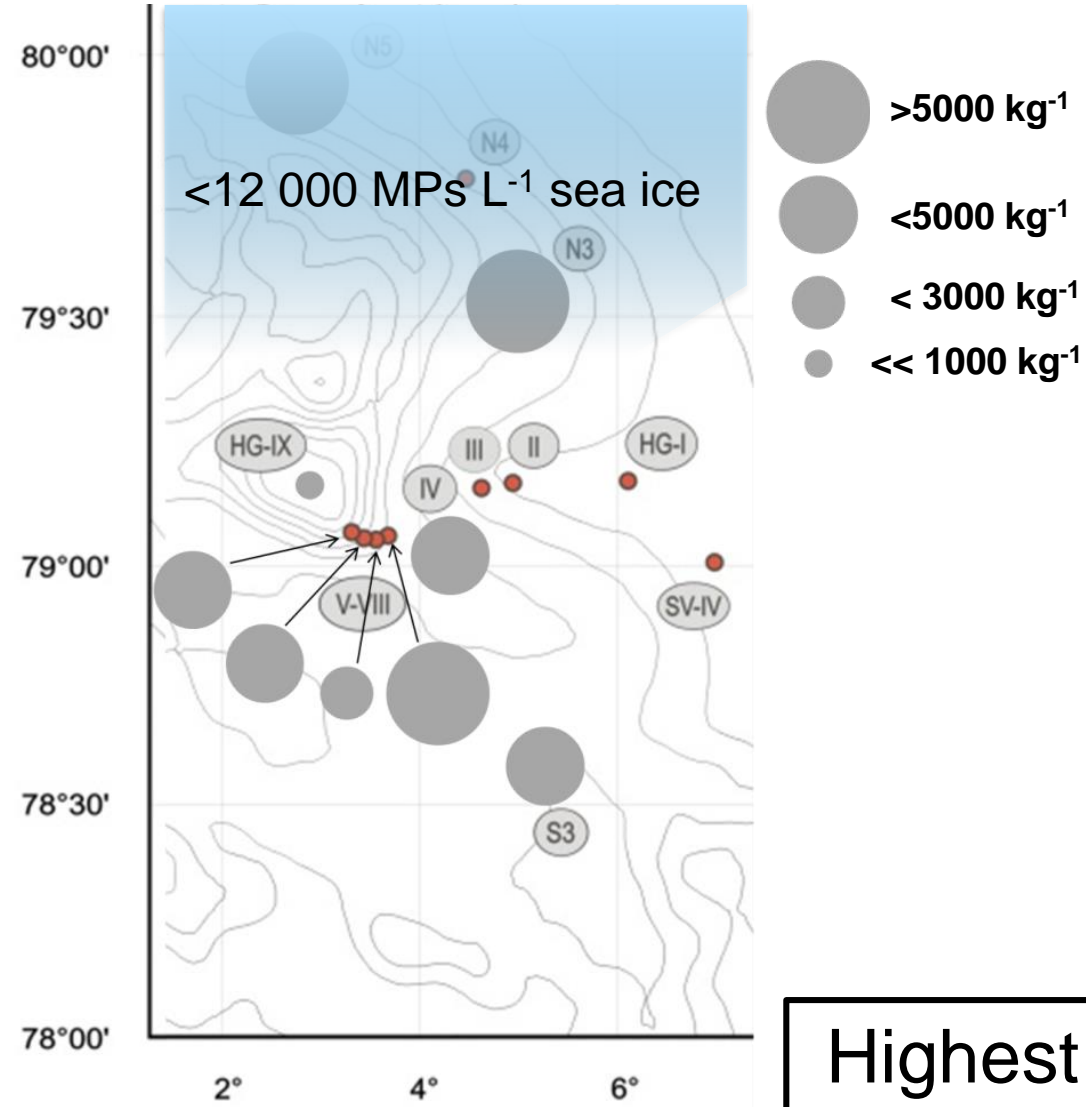 80°00'
N5
>5000 kg⁻¹
N4
<12 000 MPs L⁻¹ sea ice
<5000 kg⁻¹
N3
< 3000 kg⁻¹
79°30'
<< 1000 kg⁻¹
HG-IX
III
II
HG-I
IV
79°00'
V-VIII
SV-IV
78°30'
S3
78°00'
Highest
2°
4°
6°